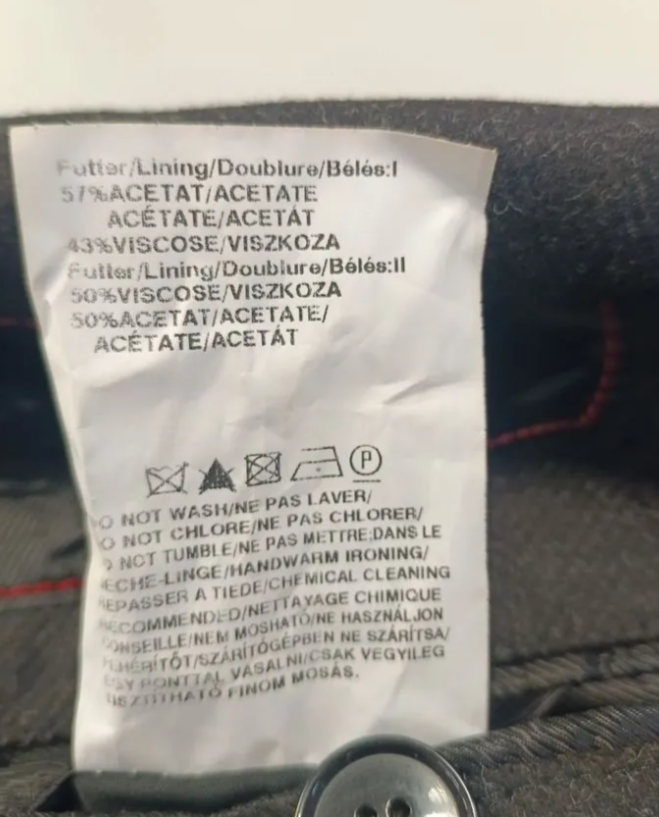 Futter/Lining/Doublure/Bélés:I
57%ACETAT/ACETATE
ACÉTATE/ACETÁT
43%VISCOSE/VISZKOZA
Futter/Lining/Doublure/Bélés:II
50%VISCOSE/VISZKOZA
50%ACETAT/ACETATE/
ACÉTATE/ACETÁT
P
O NOT WASH/NE PAS LAVER/
O NOT CHLORE/NE PAS CHLORER/
O NOT TUMBLE/NE PAS METTRE:DANS LE
ECHE-LINGE/HANDWARM IRONING/
REPASSER A TIEDE/CHEMICAL CLEANING
RECOMMENDED/NETTAYAGE CHIMIQUE
CONSEILLE/NEM MOSHATÓ/NE HASZNÁLJON
FEHÉRÍTŐT/SZÁRÍTÓGÉPBEN NE SZÁRÍTSA/
EGY PONTTAL VASALNI/CSAK VEGYILEG
TISZTÍTHATÓ FINOM MOSÁS.